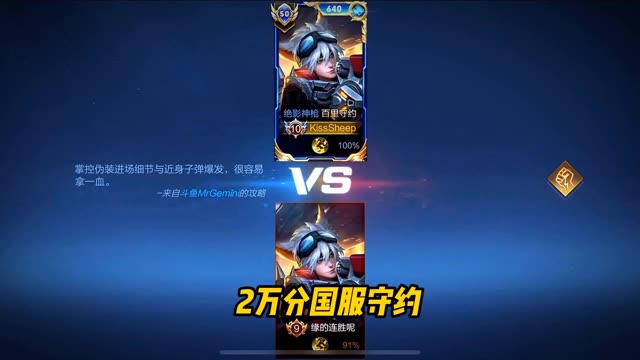 50
640
绝影神枪 百里守约
10 KissSheep
100%
掌控伪装进场细节与近身子弹爆发，很容易
拿一血。
-来自斗鱼MrGemini的攻略
VS
2万分国服守约
9 缘的连胜呢
91%